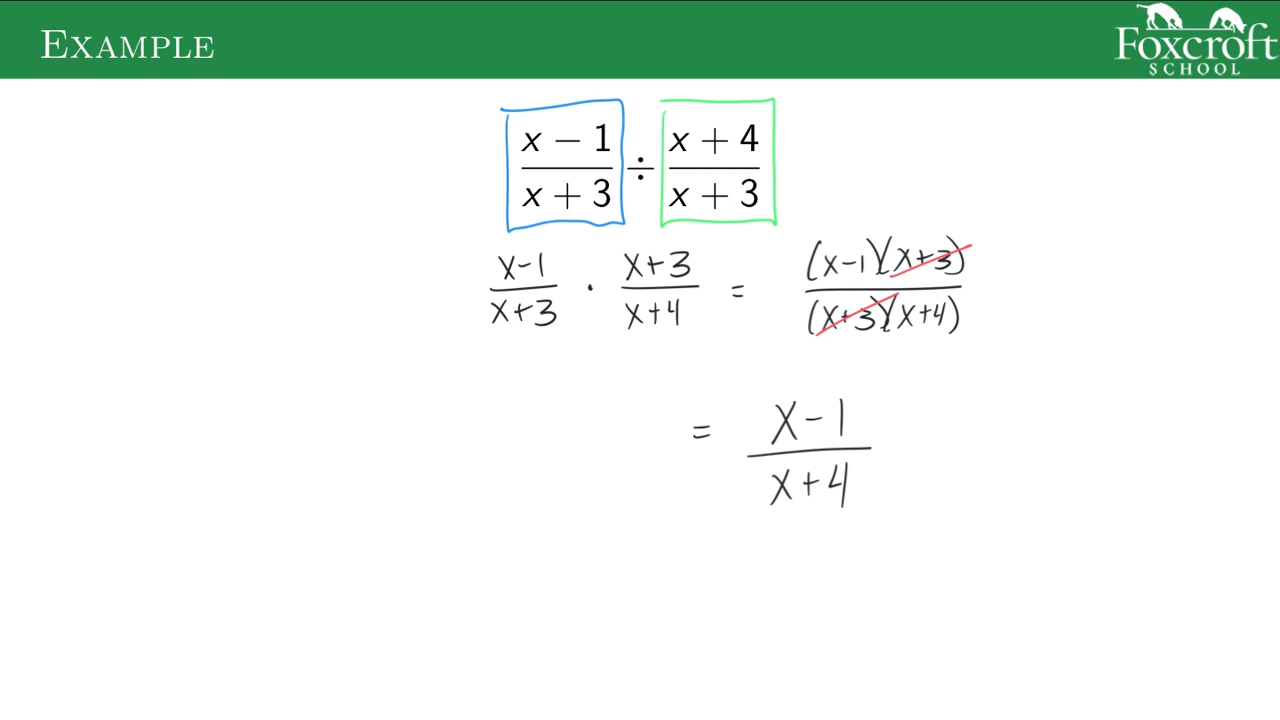 EXAMPLE
Foxcroft
SCHOOL
x − 1 / x + 3 ÷ x + 4 / x + 3
x-1 / x+3 · x+3 / x+4 = (x-1)(x+3) / (x+3)(x+4)
= x-1 / x+4